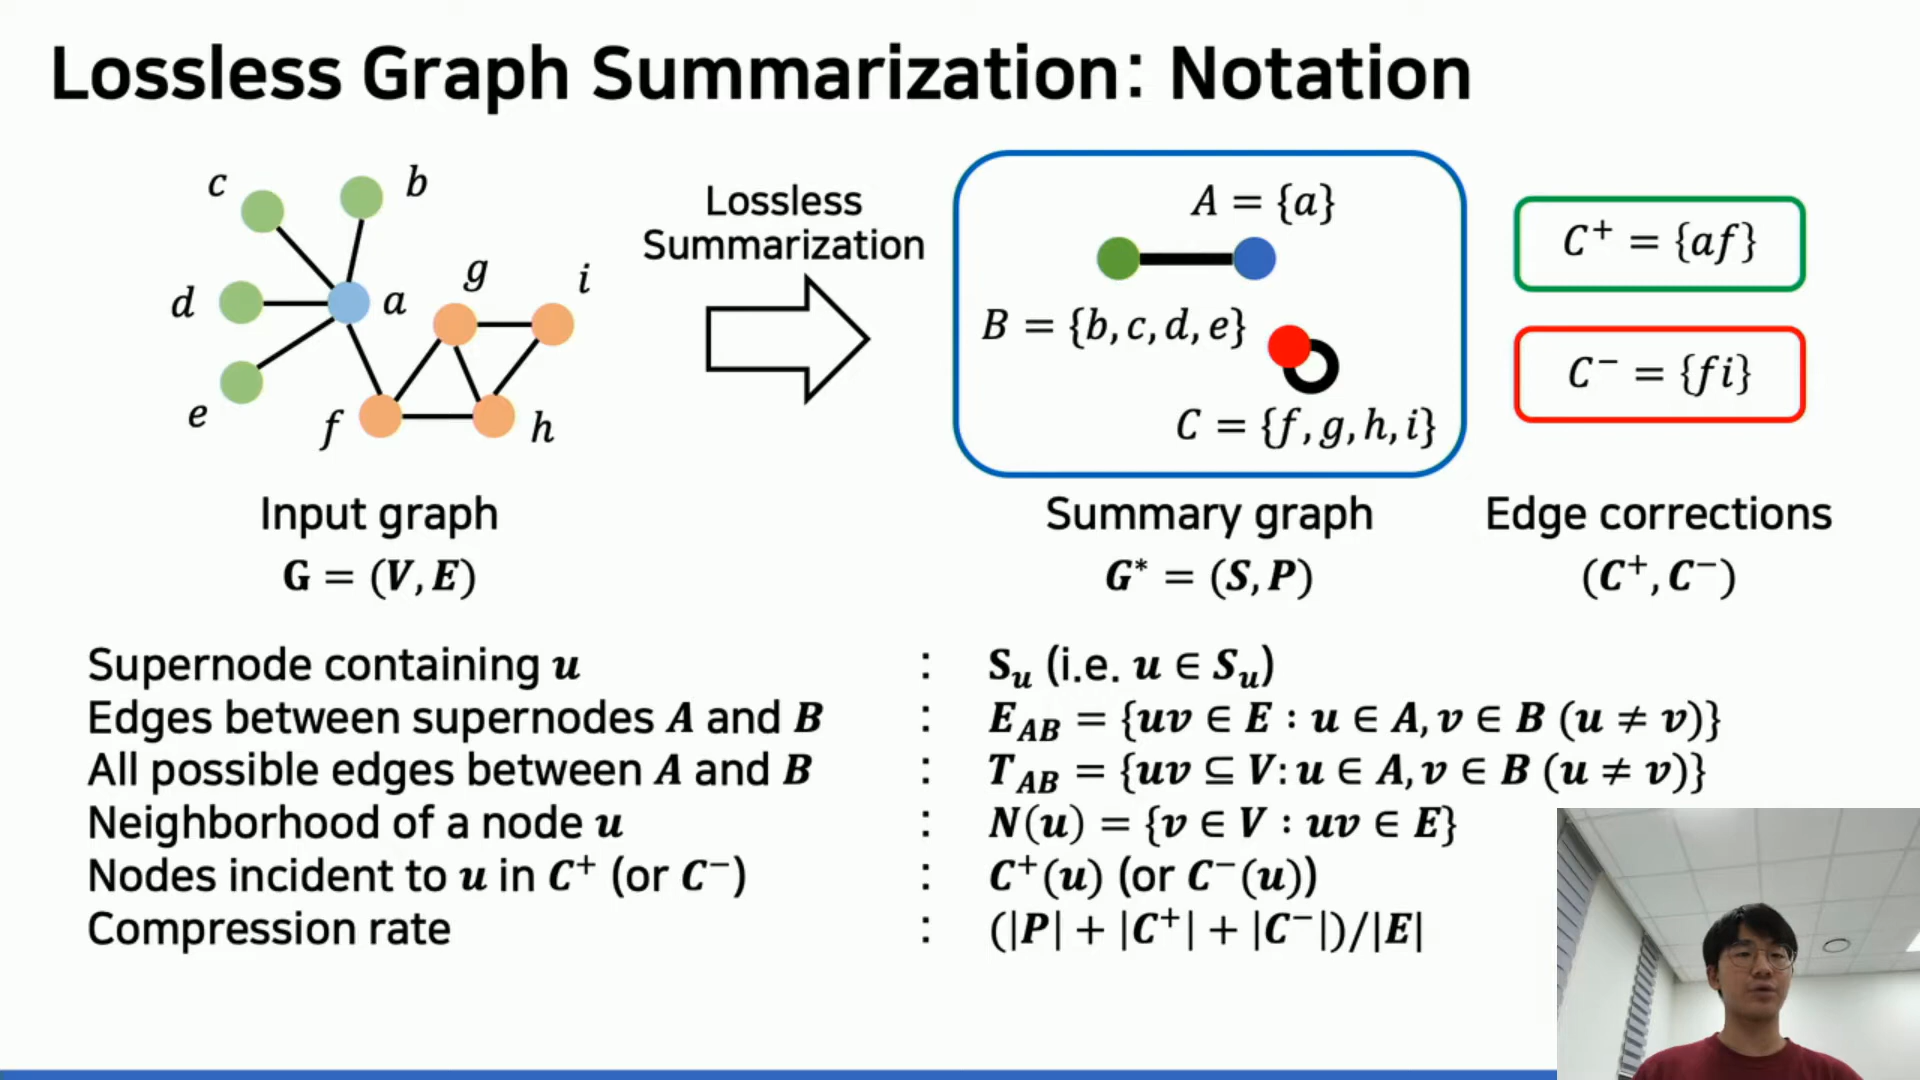 Lossless Graph Summarization: Notation
c
b
d
a
g
i
e
f
h
Lossless
Summarization
A = {a}
B = {b, c, d, e}
C = {f, g, h, i}
C⁺ = {af}
C⁻ = {fi}
Input graph
G = (V, E)
Summary graph
G* = (S, P)
Edge corrections
(C⁺, C⁻)
Supernode containing u : Sᵤ (i.e. u ∈ Sᵤ)
Edges between supernodes A and B : E_AB = {uv ∈ E : u ∈ A, v ∈ B (u ≠ v)}
All possible edges between A and B : T_AB = {uv ⊆ V: u ∈ A, v ∈ B (u ≠ v)}
Neighborhood of a node u : N(u) = {v ∈ V : uv ∈ E}
Nodes incident to u in C⁺ (or C⁻) : C⁺(u) (or C⁻(u))
Compression rate : (|P| + |C⁺| + |C⁻|)/|E|